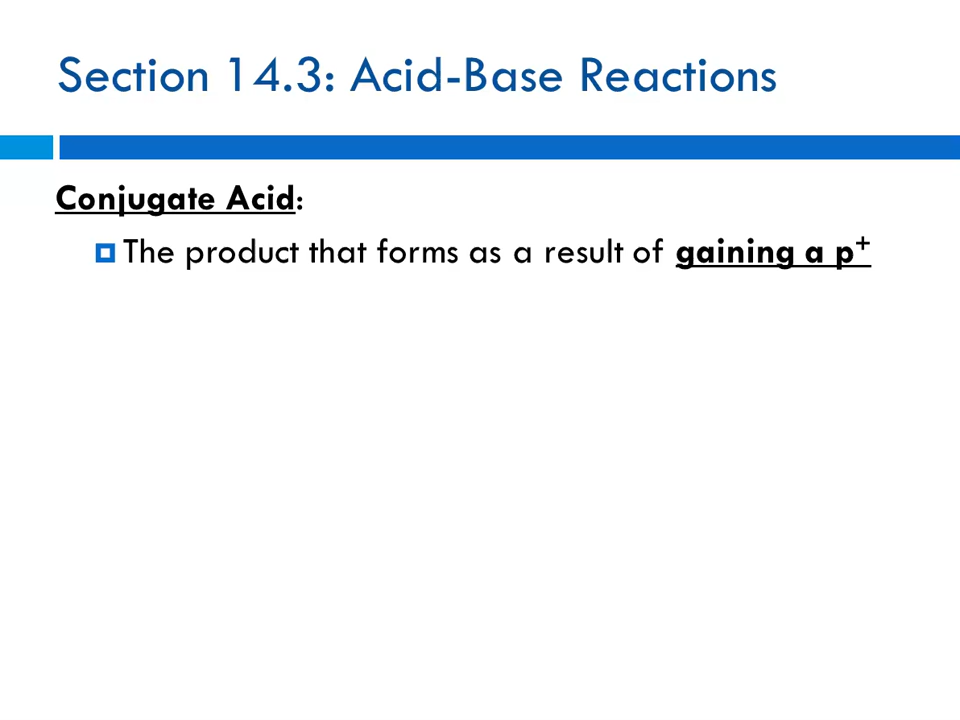 Section 14.3: Acid-Base Reactions
Conjugate Acid:
The product that forms as a result of gaining a p⁺